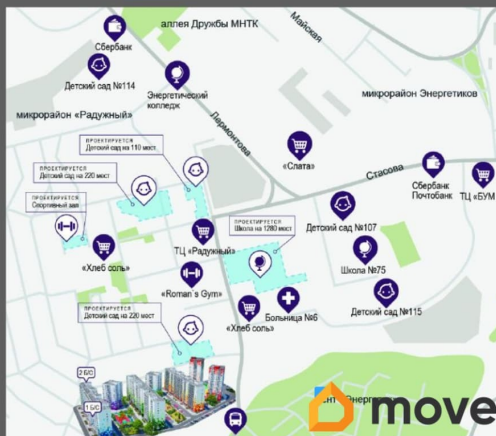 аллея Дружбы МНТК
Майская
Сбербанк
Детский сад №114
Энергетический
колледж
микрорайон Энергетиков
микрорайон «Радужный»
Лермонтова
ПРОЕКТИРУЕТСЯ
Детский сад на 110 мест
«Слата»
Стасова
ПРОЕКТИРУЕТСЯ
Детский сад на 220 мест
Сбербанк
Почтобанк
ТЦ «БУМ
ПРОЕКТИРУЕТСЯ
Спортивный зал
ПРОЕКТИРУЕТСЯ
Школа на 1280 мест
Детский сад №107
«Хлеб соль»
ТЦ «Радужный»
Школа №75
«Roman`s Gym»
ПРОЕКТИРУЕТСЯ
Детский сад на 220 мест
«Хлеб соль»
Больница №6
Детский сад №115
2 Б/С
1 Б/С
move